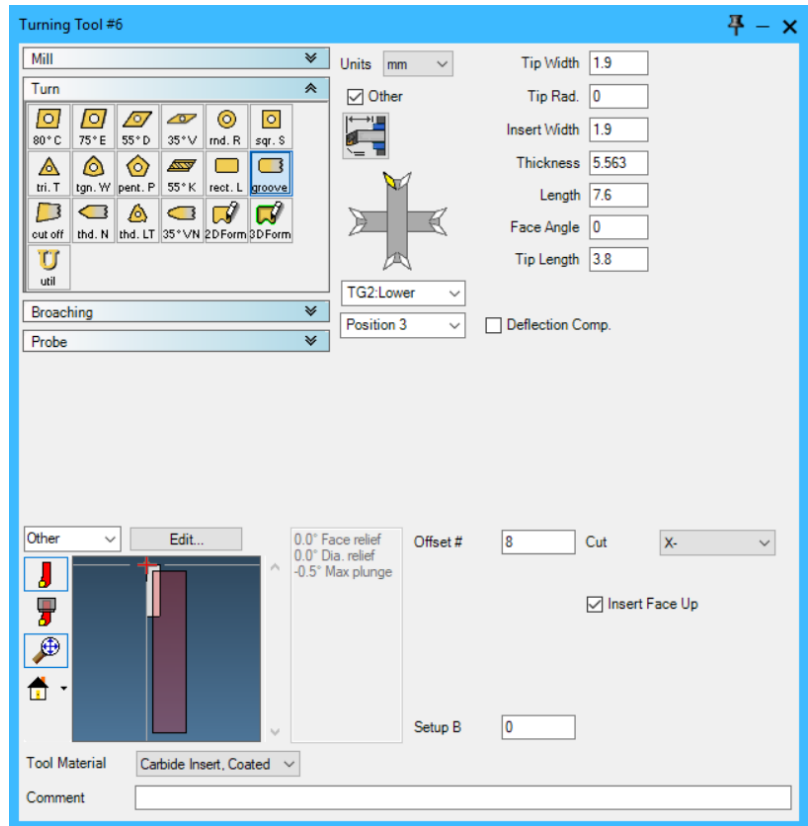 Turning Tool #6
Mill
Turn
80°C 75°E 55°D 35°V rnd. R sqr. S
tri. T tgn. W pent. P 55°K rect. L groove
cut off thd. N thd. LT 35°VN 2DForm 3DForm
util
Broaching
Probe
Units mm
Other
TG2:Lower
Position 3
Tip Width 1.9
Tip Rad. 0
Insert Width 1.9
Thickness 5.563
Length 7.6
Face Angle 0
Tip Length 3.8
Deflection Comp.
Other Edit...
0.0° Face relief
0.0° Dia. relief
-0.5° Max plunge
Offset # 8 Cut X-
Insert Face Up
Setup B 0
Tool Material Carbide Insert, Coated
Comment